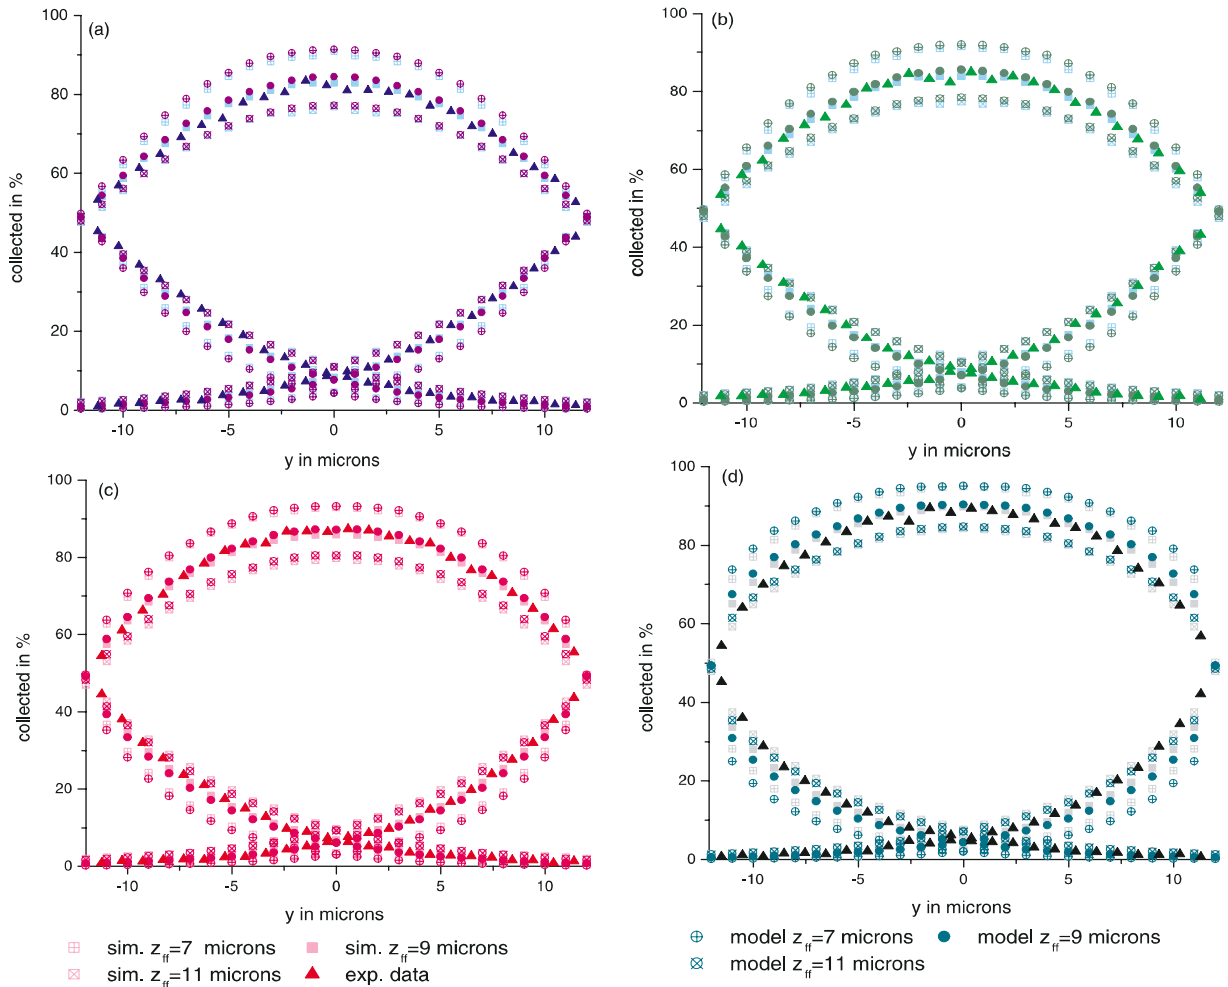 (a)
100
80
60
40
20
0
collected in %
-10
-5
0
5
10
y in microns
(b)
100
80
60
40
20
0
collected in %
-10
-5
0
5
10
y in microns
(c)
100
80
60
40
20
0
collected in %
-10
-5
0
5
10
y in microns
(d)
100
80
60
40
20
0
collected in %
-10
-5
0
5
10
y in microns
sim. z_ff=7 microns
sim. z_ff=9 microns
sim. z_ff=11 microns
exp. data
model z_ff=7 microns
model z_ff=9 microns
model z_ff=11 microns